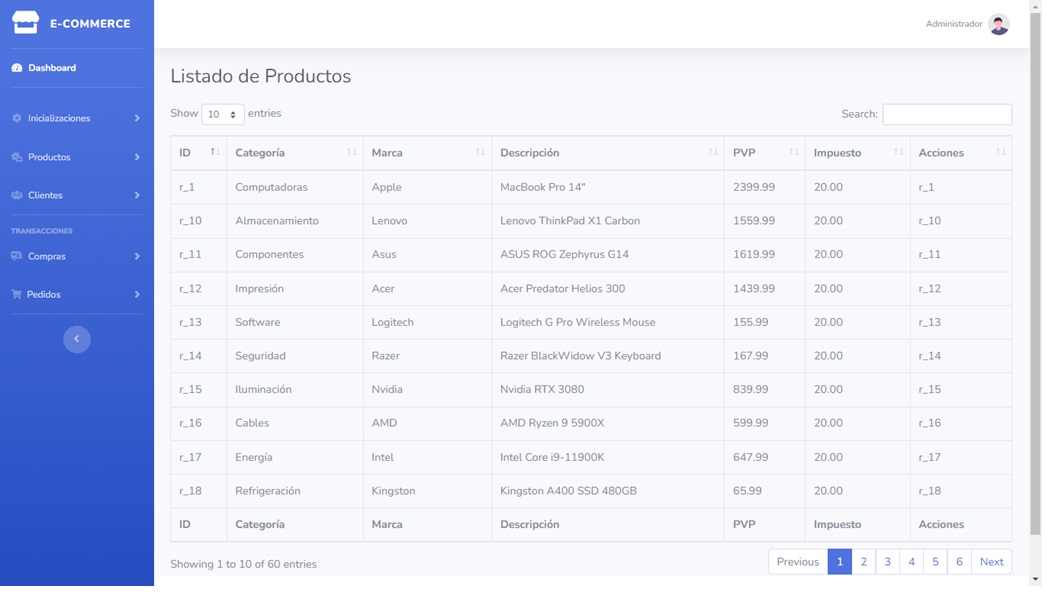 E-COMMERCE
Administrador
Dashboard
Inicializaciones
Productos
Clientes
TRANSACCIONES
Compras
Pedidos
Listado de Productos
Show 10 entries
Search:
ID Categoría Marca Descripción PVP Impuesto Acciones
r_1 Computadoras Apple MacBook Pro 14" 2399.99 20.00 r_1
r_10 Almacenamiento Lenovo Lenovo ThinkPad X1 Carbon 1559.99 20.00 r_10
r_11 Componentes Asus ASUS ROG Zephyrus G14 1619.99 20.00 r_11
r_12 Impresión Acer Acer Predator Helios 300 1439.99 20.00 r_12
r_13 Software Logitech Logitech G Pro Wireless Mouse 155.99 20.00 r_13
r_14 Seguridad Razer Razer BlackWidow V3 Keyboard 167.99 20.00 r_14
r_15 Iluminación Nvidia Nvidia RTX 3080 839.99 20.00 r_15
r_16 Cables AMD AMD Ryzen 9 5900X 599.99 20.00 r_16
r_17 Energía Intel Intel Core i9-11900K 647.99 20.00 r_17
r_18 Refrigeración Kingston Kingston A400 SSD 480GB 65.99 20.00 r_18
ID Categoría Marca Descripción PVP Impuesto Acciones
Showing 1 to 10 of 60 entries
Previous 1 2 3 4 5 6 Next